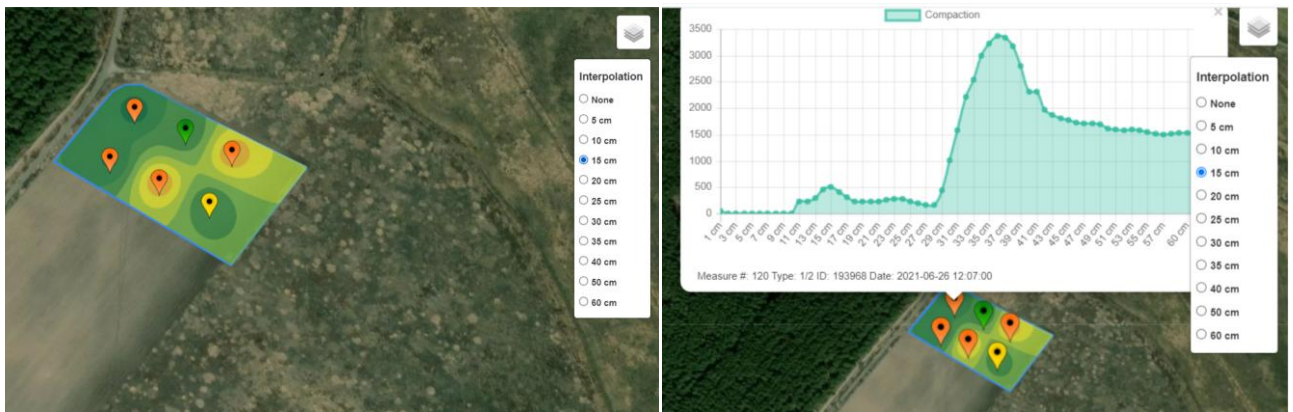 Interpolation
None
5 cm
10 cm
15 cm
20 cm
25 cm
30 cm
35 cm
40 cm
50 cm
60 cm
Compaction
×
3500
3000
2500
2000
1500
1000
500
0
1 cm
3 cm
5 cm
7 cm
9 cm
11 cm
13 cm
15 cm
17 cm
19 cm
21 cm
23 cm
25 cm
27 cm
29 cm
31 cm
33 cm
35 cm
37 cm
39 cm
41 cm
43 cm
45 cm
47 cm
49 cm
51 cm
53 cm
55 cm
57 cm
60 cm
Measure #: 120 Type: 1/2 ID: 193968 Date: 2021-06-26 12:07:00
Interpolation
None
5 cm
10 cm
15 cm
20 cm
25 cm
30 cm
35 cm
40 cm
50 cm
60 cm